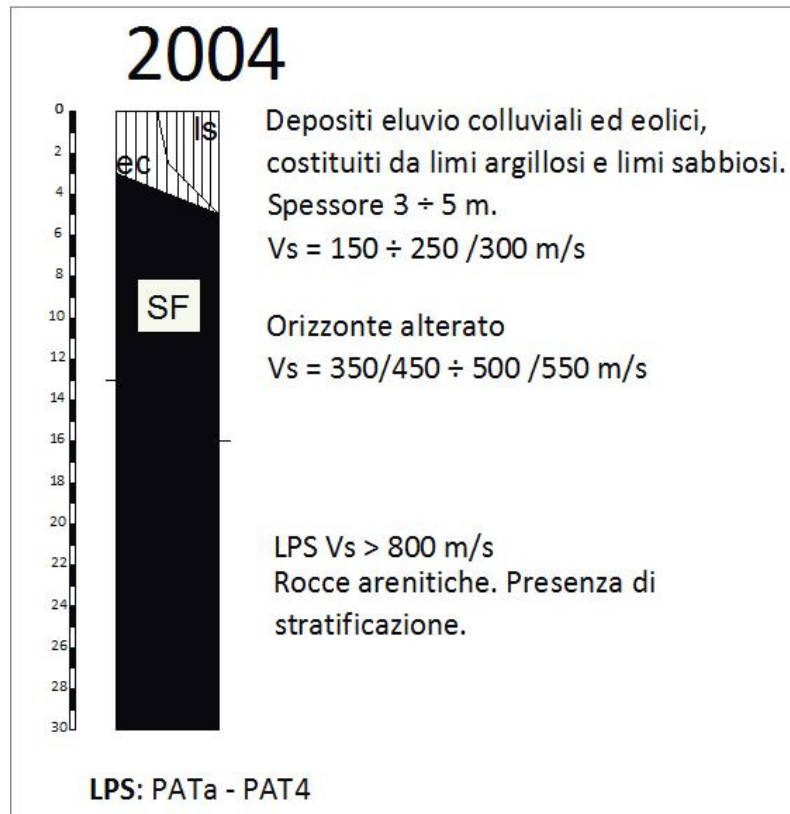 2004
0
2
4
6
8
10
12
14
16
18
20
22
24
26
28
30
ls
ec
SF
Depositi eluvio colluviali ed eolici,
costituiti da limi argillosi e limi sabbiosi.
Spessore 3 ÷ 5 m.
Vs = 150 ÷ 250 /300 m/s
Orizzonte alterato
Vs = 350/450 ÷ 500 /550 m/s
LPS Vs > 800 m/s
Rocce arenitiche. Presenza di
stratificazione.
LPS: PATa - PAT4